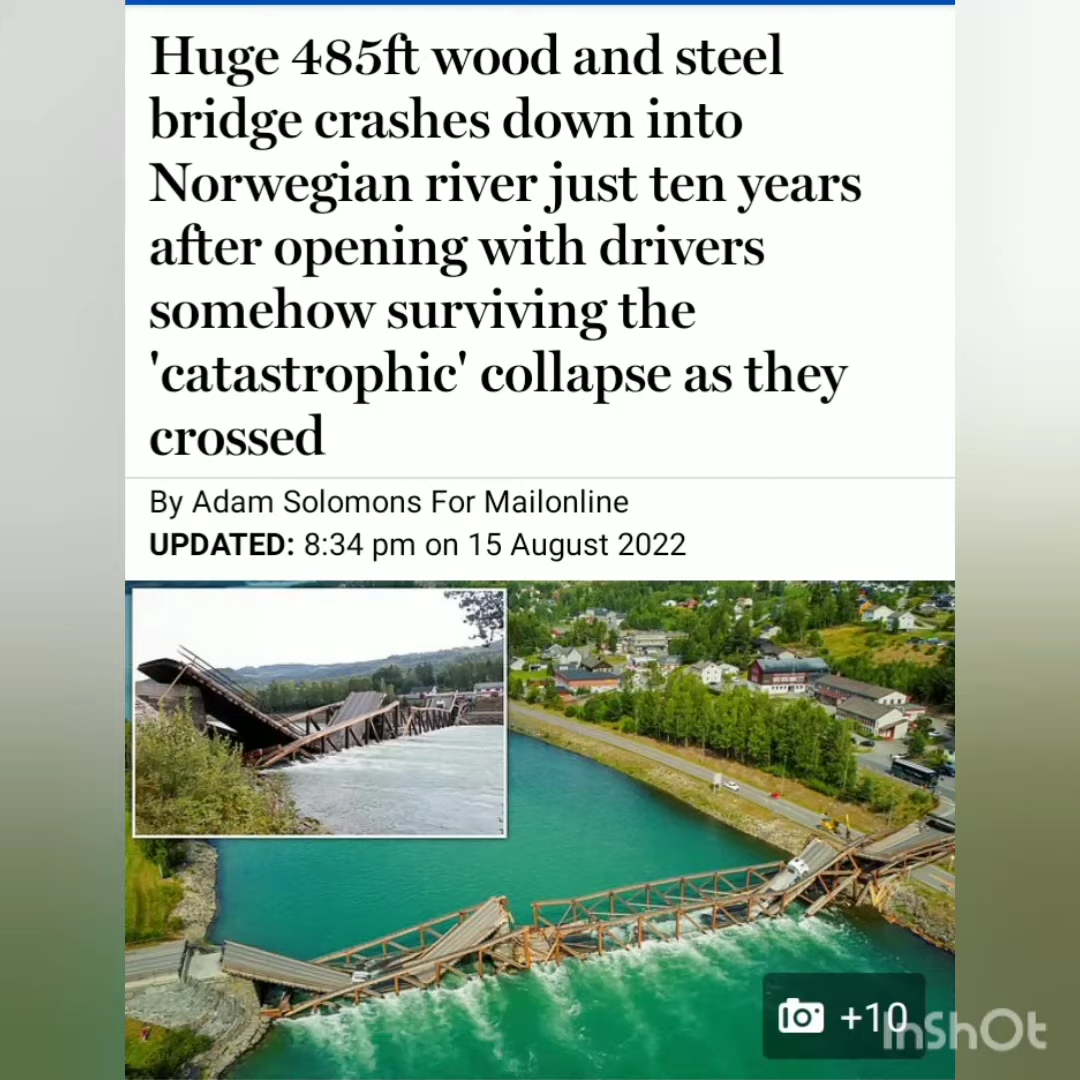 Huge 485ft wood and steel
bridge crashes down into
Norwegian river just ten years
after opening with drivers
somehow surviving the
'catastrophic' collapse as they
crossed
By Adam Solomons For Mailonline
UPDATED: 8:34 pm on 15 August 2022
+10
InShOt